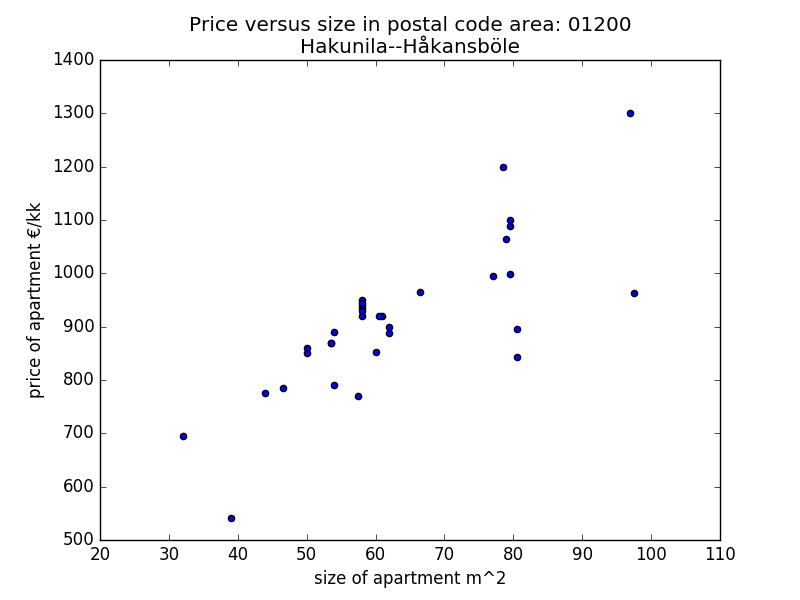 Price versus size in postal code area: 01200
Hakunila--Håkansböle
1400
1300
1200
1100
1000
900
800
700
600
500
price of apartment €/kk
20 30 40 50 60 70 80 90 100 110
size of apartment m^2